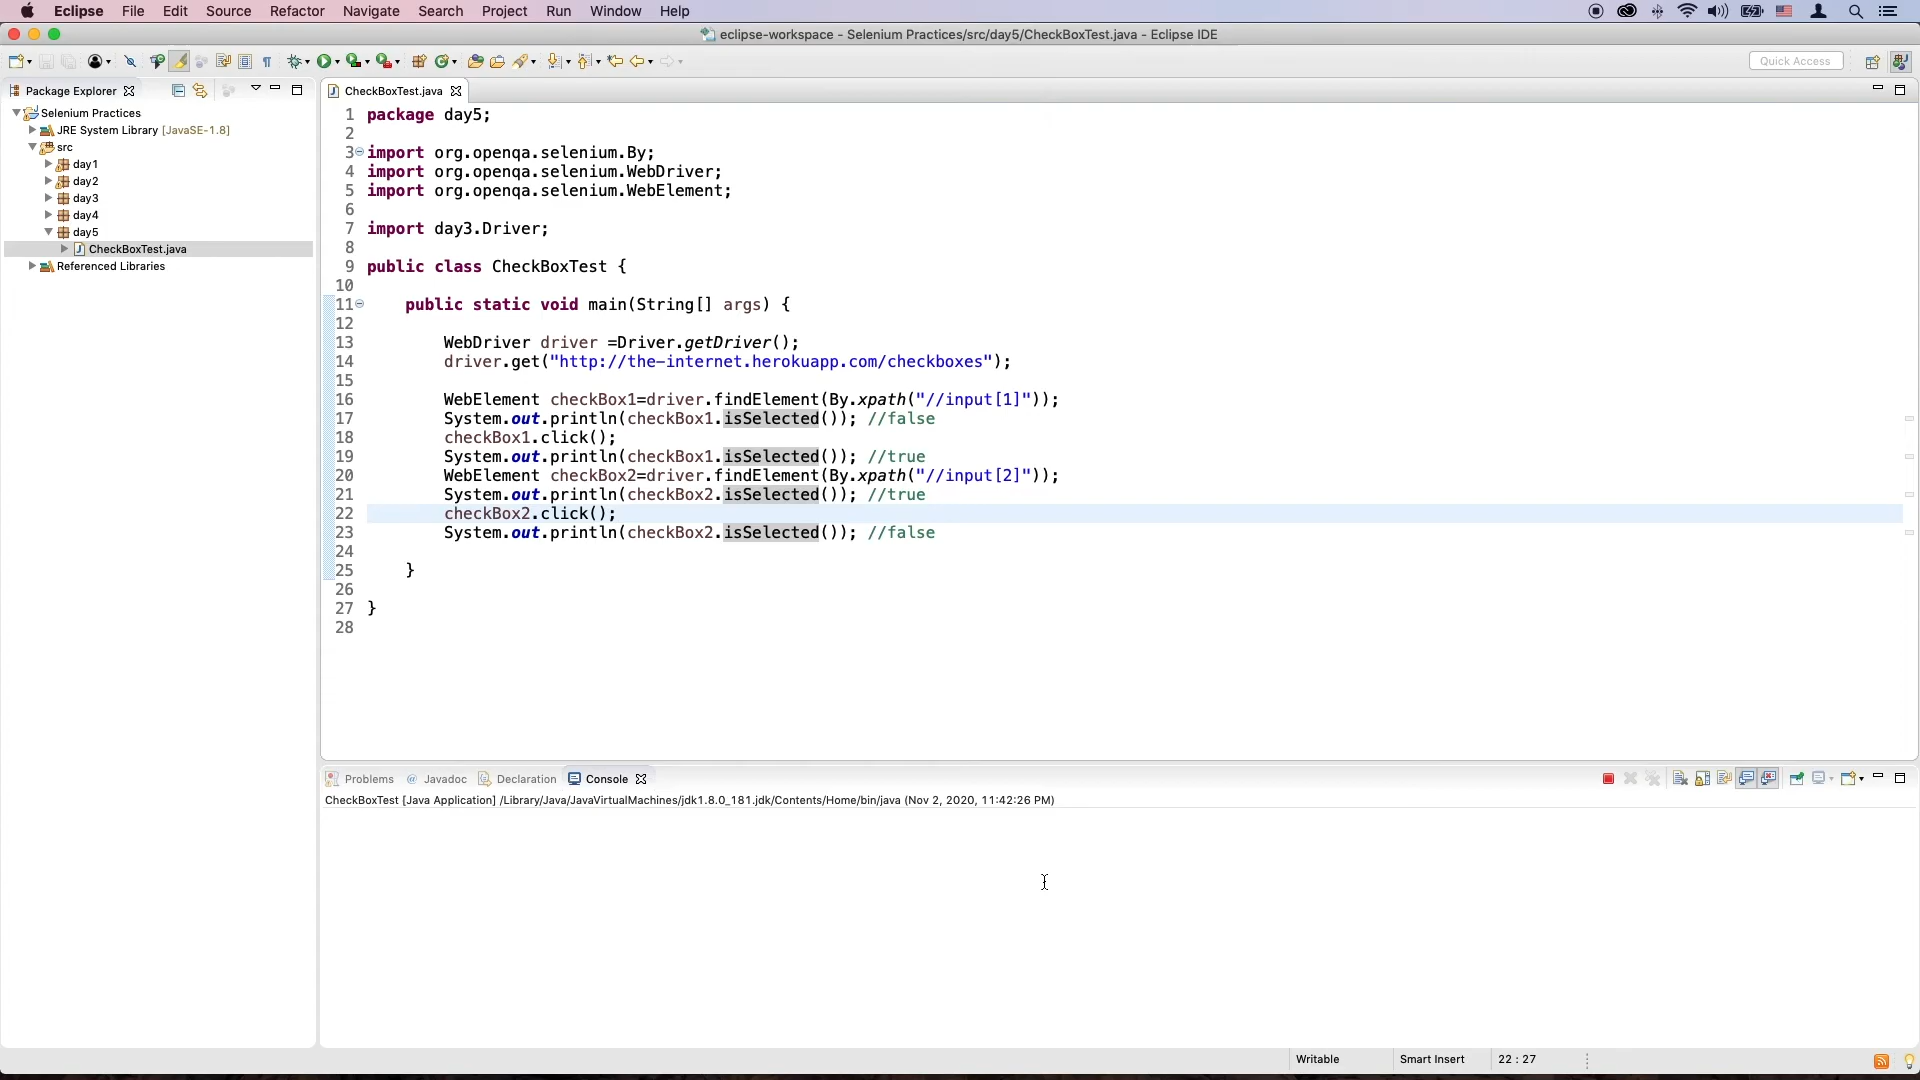 Eclipse File Edit Source Refactor Navigate Search Project Run Window Help
eclipse-workspace - Selenium Practices/src/day5/CheckBoxTest.java - Eclipse IDE
Quick Access
Package Explorer
Selenium Practices
JRE System Library [JavaSE-1.8]
src
day1
day2
day3
day4
day5
CheckBoxTest.java
Referenced Libraries
CheckBoxTest.java
1 package day5;
2
3 import org.openqa.selenium.By;
4 import org.openqa.selenium.WebDriver;
5 import org.openqa.selenium.WebElement;
6
7 import day3.Driver;
8
9 public class CheckBoxTest {
10
11 public static void main(String[] args) {
12
13 WebDriver driver =Driver.getDriver();
14 driver.get("http://the-internet.herokuapp.com/checkboxes");
15
16 WebElement checkBox1=driver.findElement(By.xpath("//input[1]"));
17 System.out.println(checkBox1.isSelected()); //false
18 checkBox1.click();
19 System.out.println(checkBox1.isSelected()); //true
20 WebElement checkBox2=driver.findElement(By.xpath("//input[2]"));
21 System.out.println(checkBox2.isSelected()); //true
22 checkBox2.click();
23 System.out.println(checkBox2.isSelected()); //false
24
25 }
26
27 }
28
Problems Javadoc Declaration Console
CheckBoxTest [Java Application] /Library/Java/JavaVirtualMachines/jdk1.8.0_181.jdk/Contents/Home/bin/java (Nov 2, 2020, 11:42:26 PM)
Writable Smart Insert 22 : 27